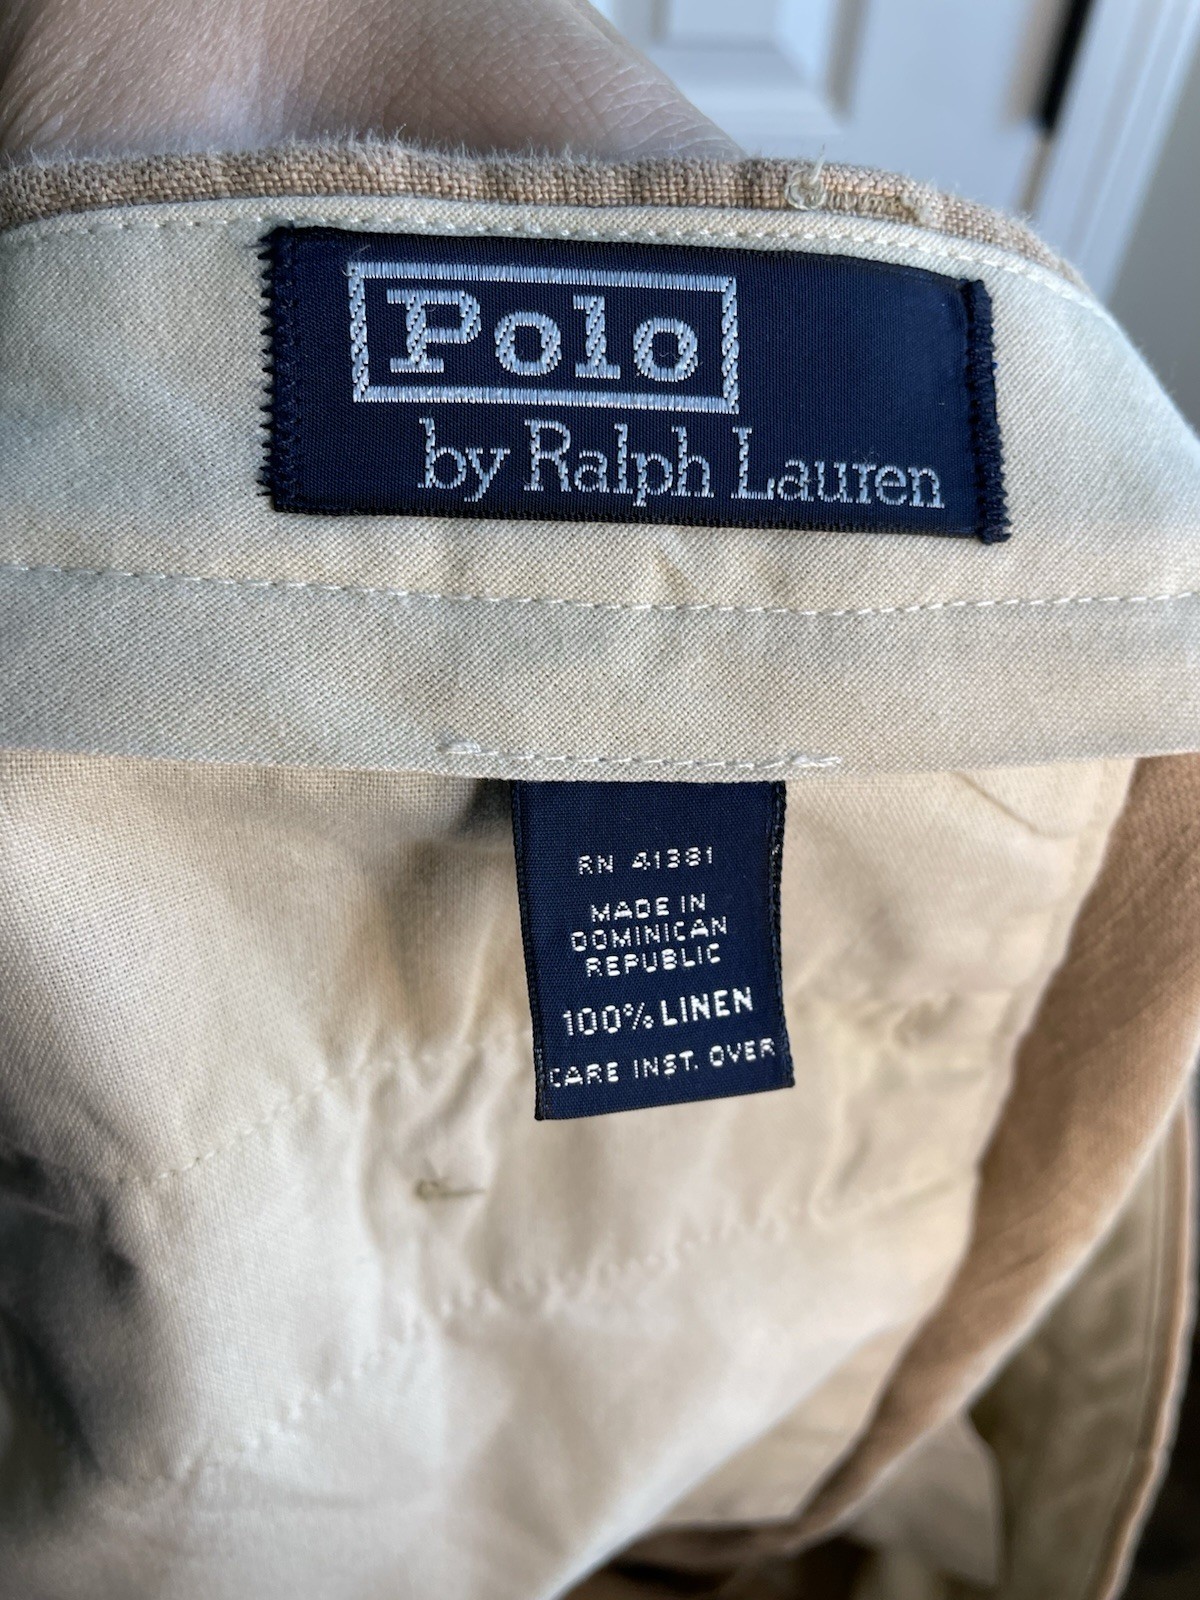 Polo
by Ralph Lauren
RN 41381
MADE IN
DOMINICAN
REPUBLIC
100% LINEN
CARE INST. OVER